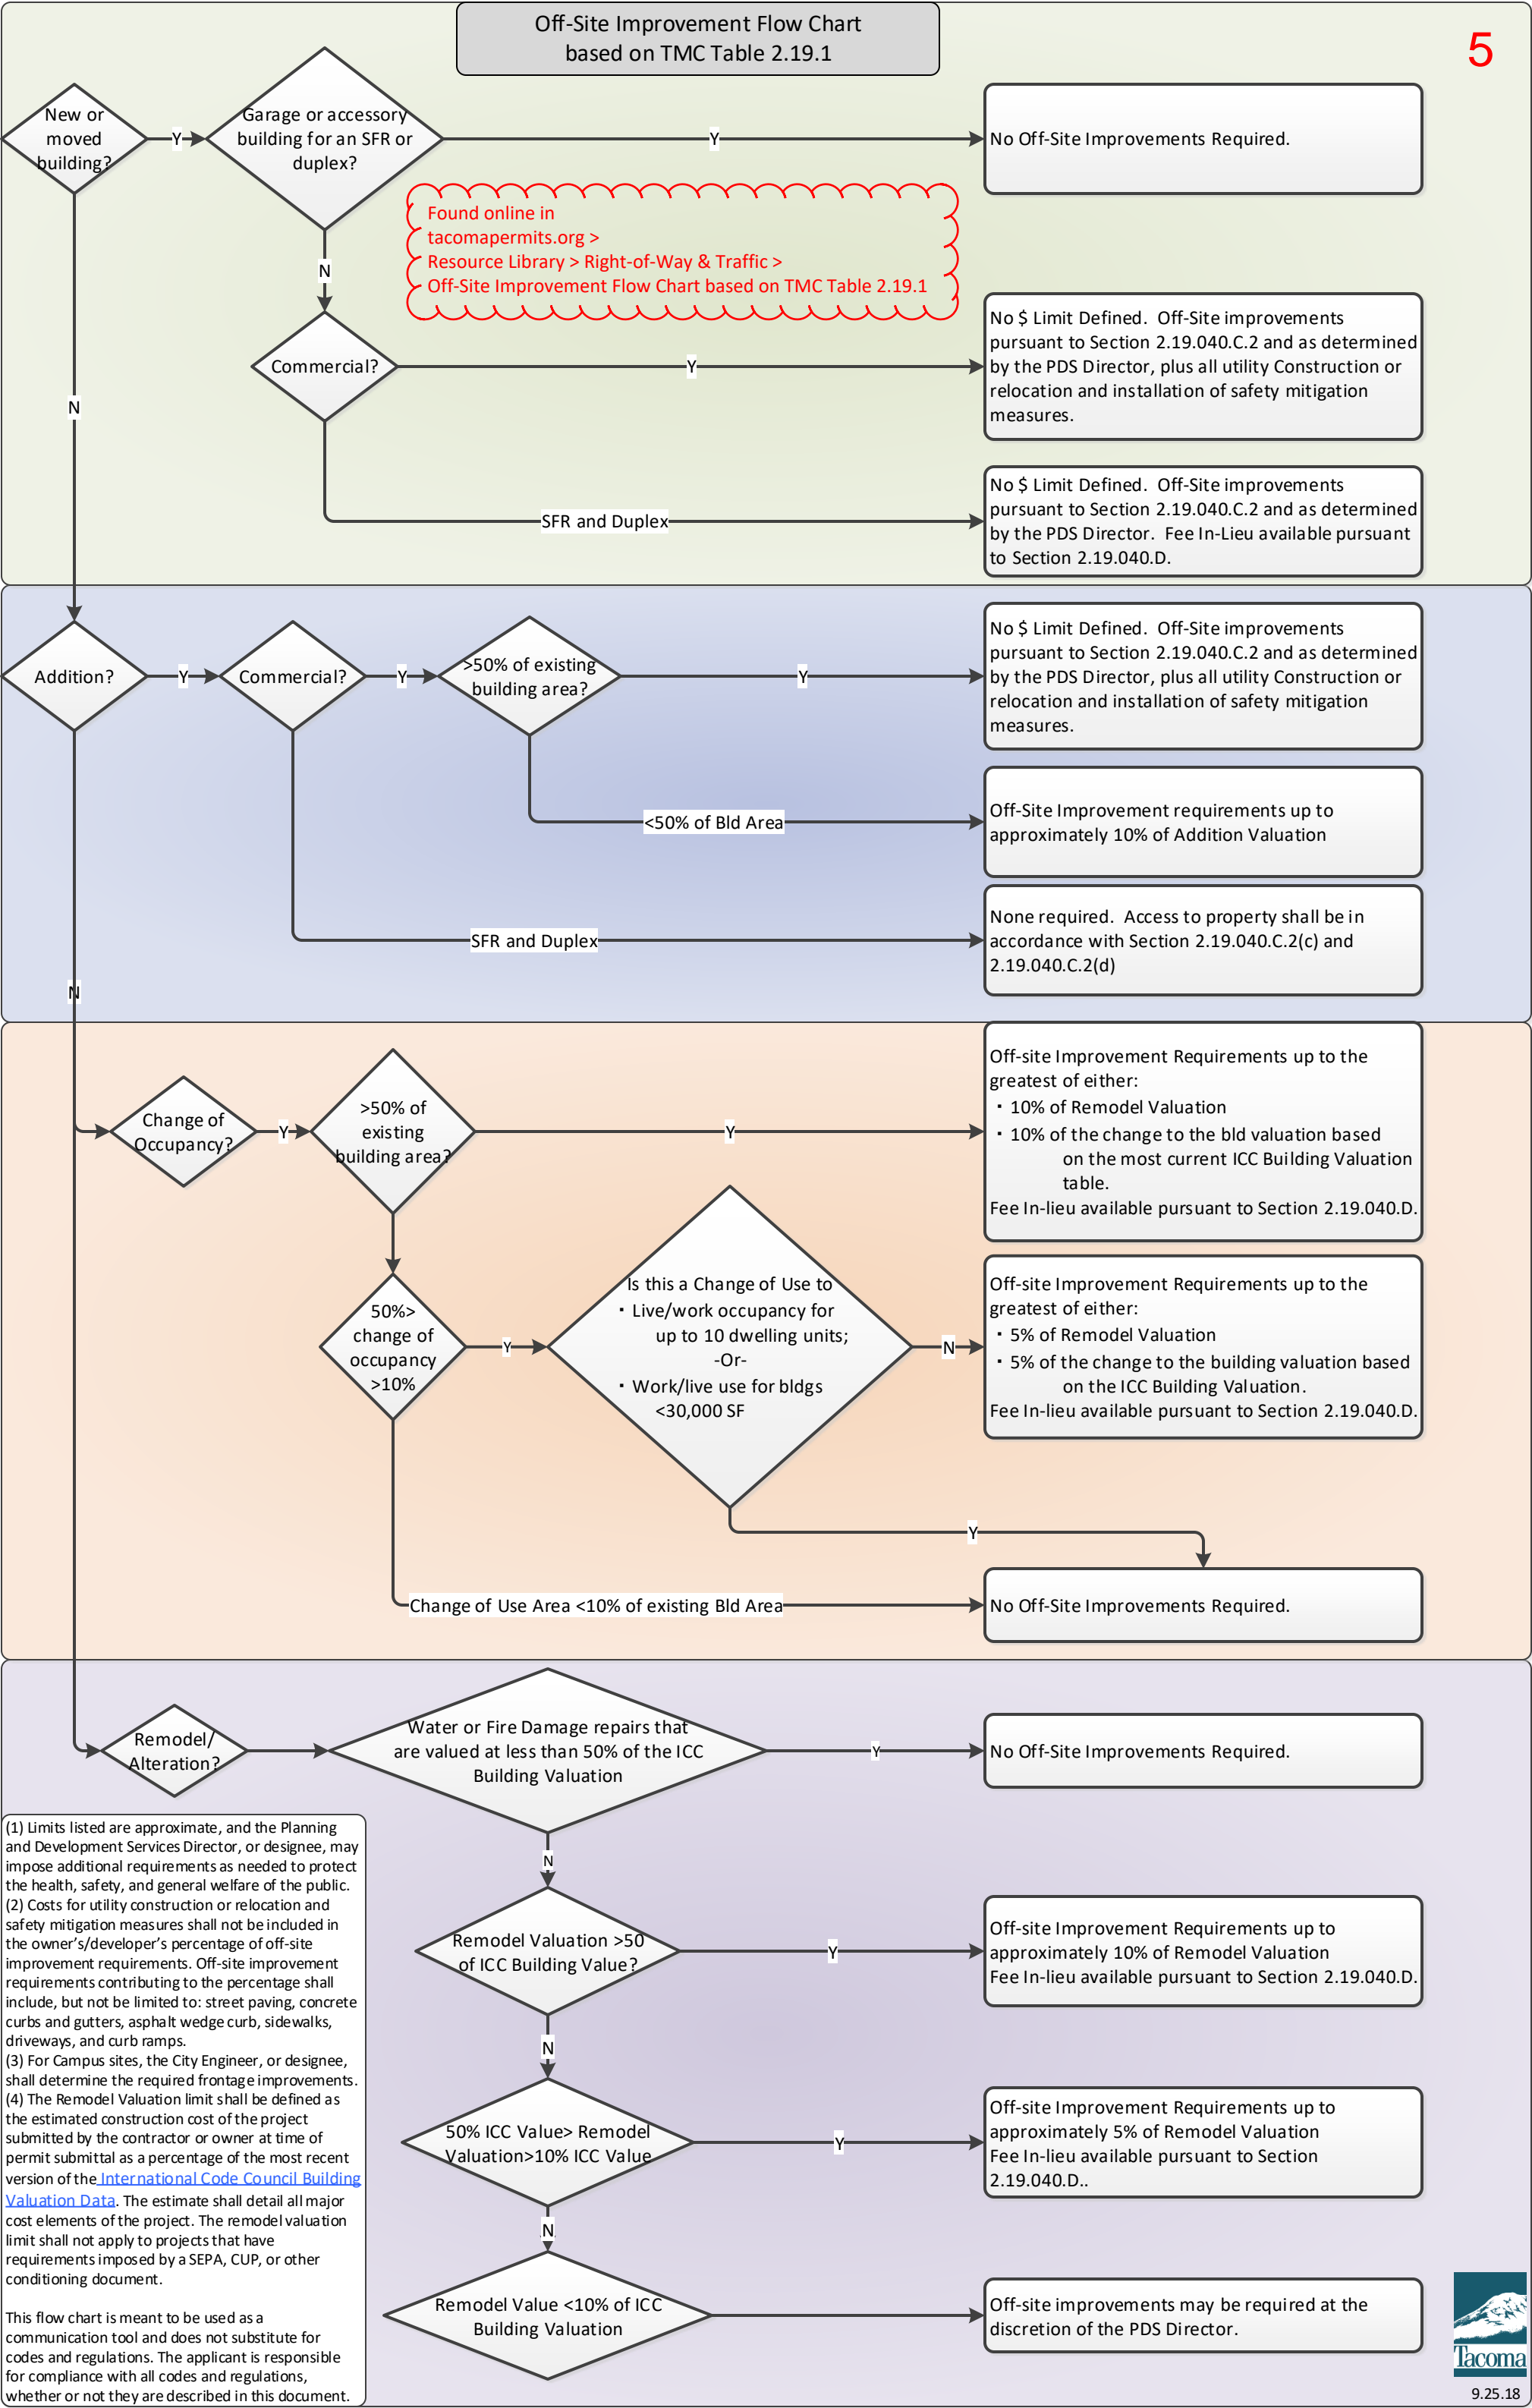 Off-Site Improvement Flow Chart
based on TMC Table 2.19.1
5
New or
moved
building?
Y
Garage or accessory
building for an SFR or
duplex?
Y
No Off-Site Improvements Required.
Found online in
tacomapermits.org >
Resource Library > Right-of-Way & Traffic >
Off-Site Improvement Flow Chart based on TMC Table 2.19.1
N
N
Commercial?
Y
No $ Limit Defined. Off-Site improvements
pursuant to Section 2.19.040.C.2 and as determined
by the PDS Director, plus all utility Construction or
relocation and installation of safety mitigation
measures.
SFR and Duplex
No $ Limit Defined. Off-Site improvements
pursuant to Section 2.19.040.C.2 and as determined
by the PDS Director. Fee In-Lieu available pursuant
to Section 2.19.040.D.
Addition?
Y
Commercial?
Y
>50% of existing
building area?
Y
No $ Limit Defined. Off-Site improvements
pursuant to Section 2.19.040.C.2 and as determined
by the PDS Director, plus all utility Construction or
relocation and installation of safety mitigation
measures.
<50% of Bld Area
Off-Site Improvement requirements up to
approximately 10% of Addition Valuation
SFR and Duplex
None required. Access to property shall be in
accordance with Section 2.19.040.C.2(c) and
2.19.040.C.2(d)
N
Change of
Occupancy?
Y
>50% of
existing
building area?
Y
Off-site Improvement Requirements up to the
greatest of either:
· 10% of Remodel Valuation
· 10% of the change to the bld valuation based
on the most current ICC Building Valuation
table.
Fee In-lieu available pursuant to Section 2.19.040.D.
50%>
change of
occupancy
>10%
Y
Is this a Change of Use to
· Live/work occupancy for
up to 10 dwelling units;
-Or-
· Work/live use for bldgs
<30,000 SF
N
Off-site Improvement Requirements up to the
greatest of either:
· 5% of Remodel Valuation
· 5% of the change to the building valuation based
on the ICC Building Valuation.
Fee In-lieu available pursuant to Section 2.19.040.D.
Y
Change of Use Area <10% of existing Bld Area
No Off-Site Improvements Required.
Remodel/
Alteration?
Water or Fire Damage repairs that
are valued at less than 50% of the ICC
Building Valuation
Y
No Off-Site Improvements Required.
N
Remodel Valuation >50
of ICC Building Value?
Y
Off-site Improvement Requirements up to
approximately 10% of Remodel Valuation
Fee In-lieu available pursuant to Section 2.19.040.D.
N
50% ICC Value> Remodel
Valuation>10% ICC Value
Y
Off-site Improvement Requirements up to
approximately 5% of Remodel Valuation
Fee In-lieu available pursuant to Section
2.19.040.D..
N
Remodel Value <10% of ICC
Building Valuation
Off-site improvements may be required at the
discretion of the PDS Director.
(1) Limits listed are approximate, and the Planning
and Development Services Director, or designee, may
impose additional requirements as needed to protect
the health, safety, and general welfare of the public.
(2) Costs for utility construction or relocation and
safety mitigation measures shall not be included in
the owner's/developer's percentage of off-site
improvement requirements. Off-site improvement
requirements contributing to the percentage shall
include, but not be limited to: street paving, concrete
curbs and gutters, asphalt wedge curb, sidewalks,
driveways, and curb ramps.
(3) For Campus sites, the City Engineer, or designee,
shall determine the required frontage improvements.
(4) The Remodel Valuation limit shall be defined as
the estimated construction cost of the project
submitted by the contractor or owner at time of
permit submittal as a percentage of the most recent
version of the International Code Council Building
Valuation Data. The estimate shall detail all major
cost elements of the project. The remodel valuation
limit shall not apply to projects that have
requirements imposed by a SEPA, CUP, or other
conditioning document.
This flow chart is meant to be used as a
communication tool and does not substitute for
codes and regulations. The applicant is responsible
for compliance with all codes and regulations,
whether or not they are described in this document.
Tacoma
9.25.18